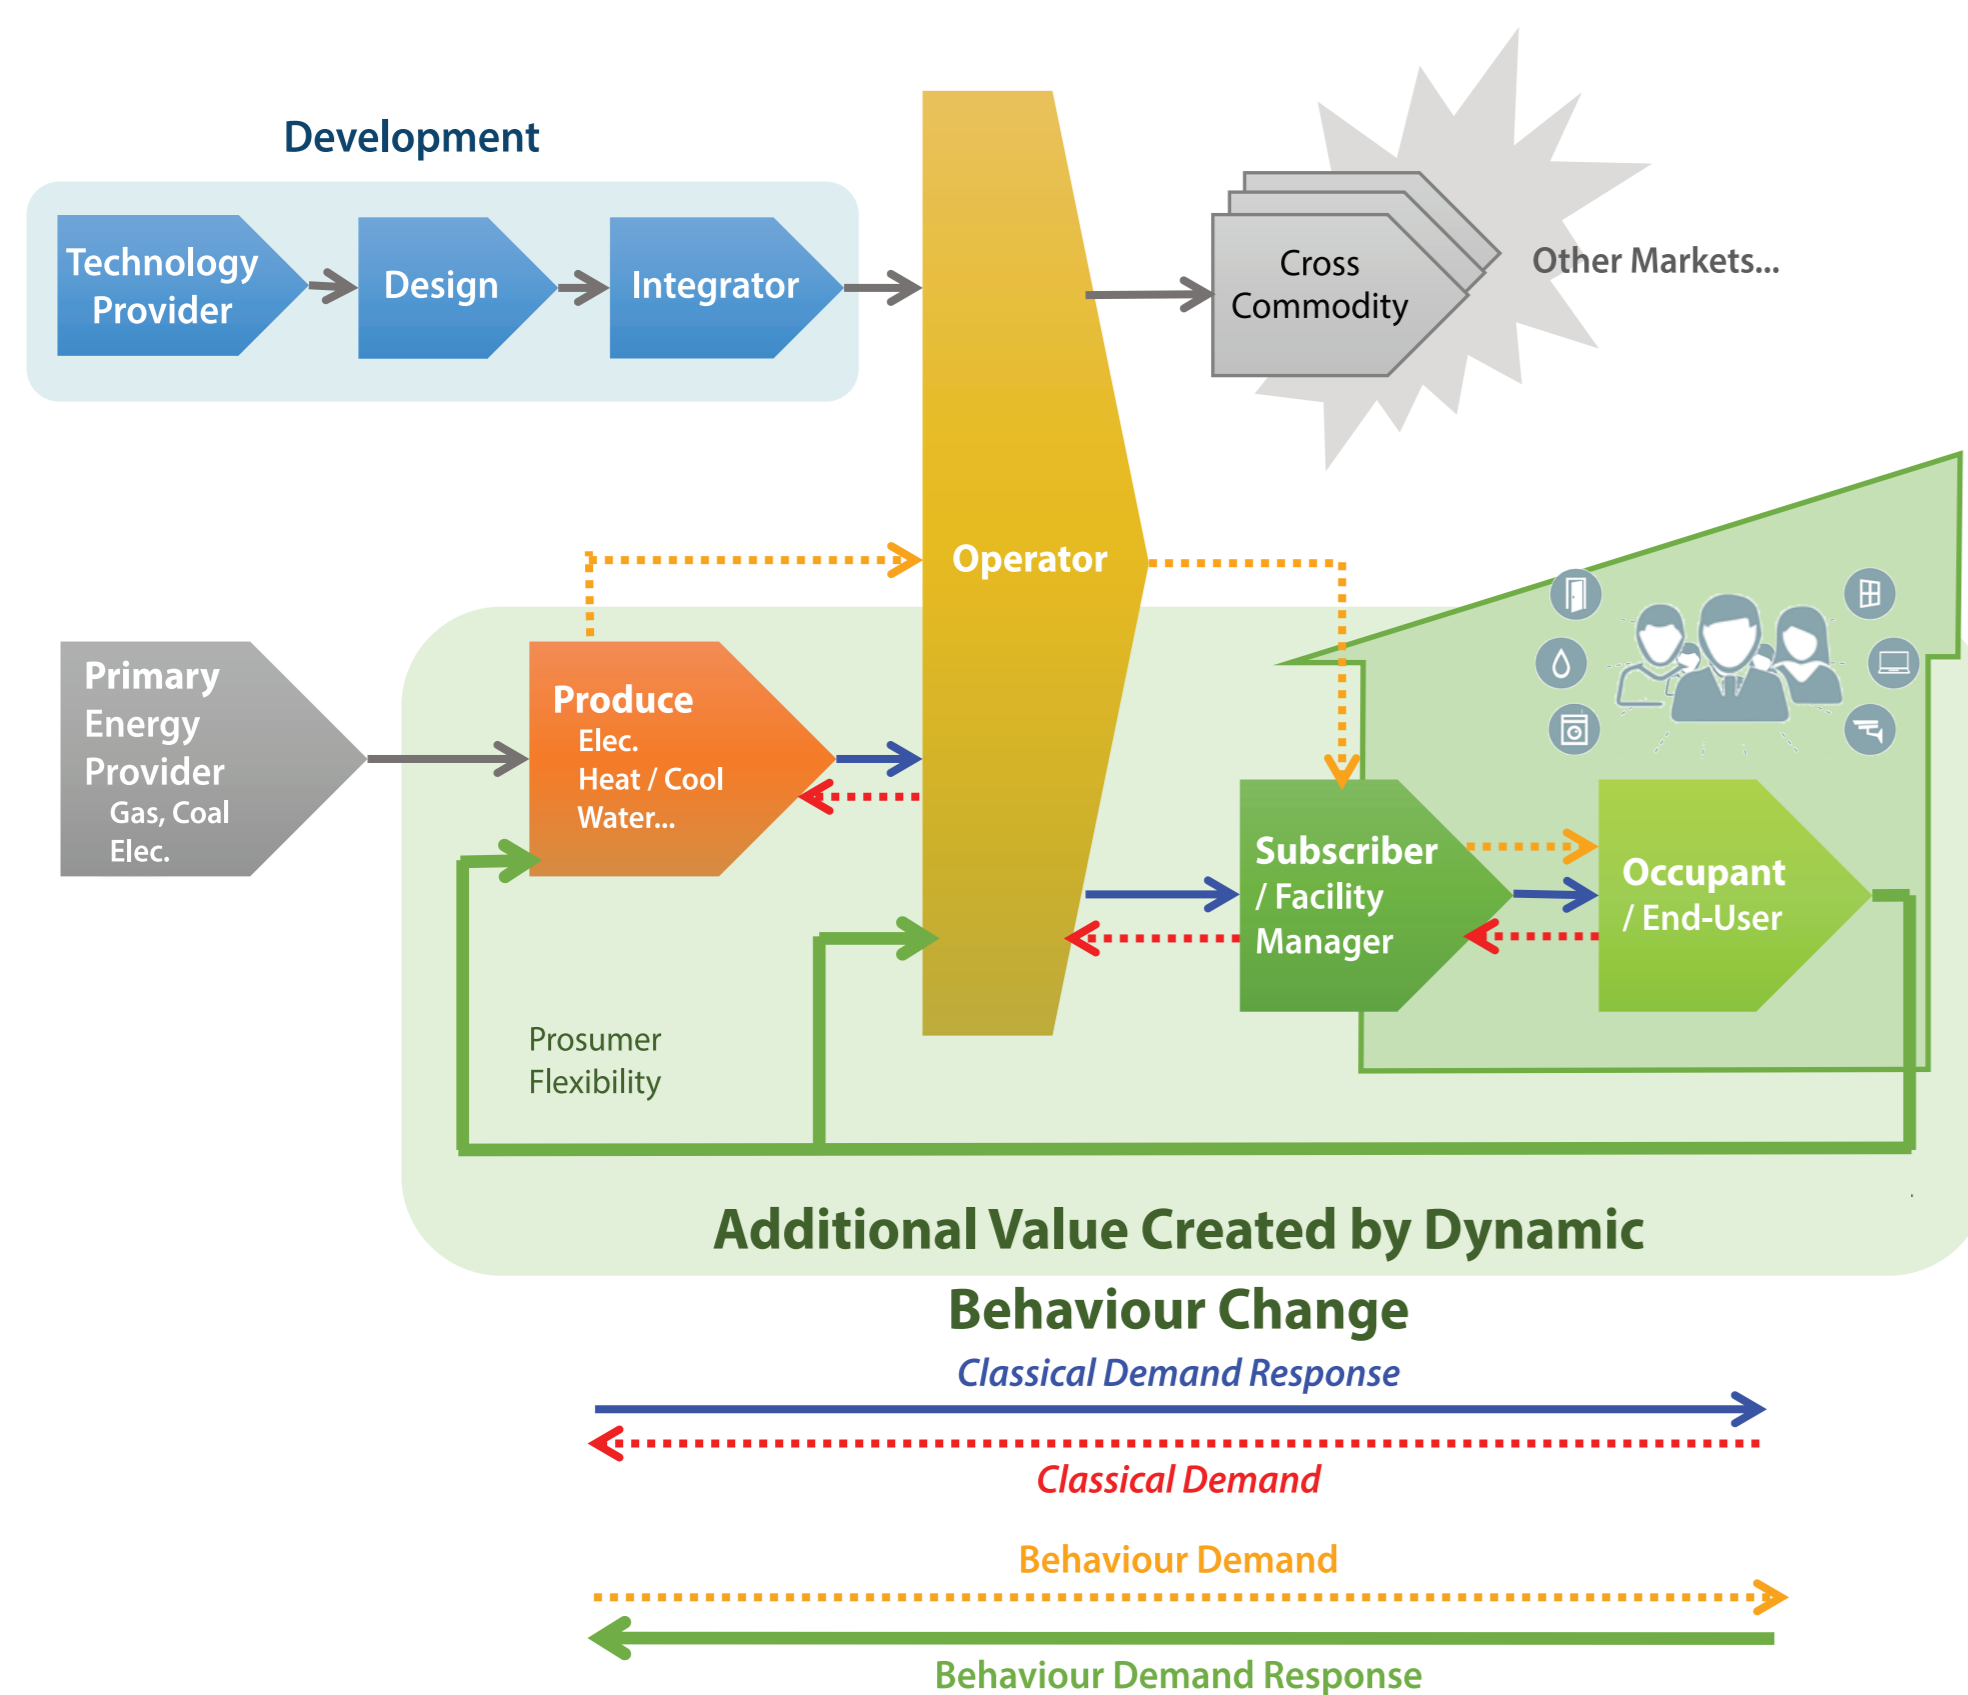 Development
Technology
Provider
Design
Integrator
Cross
Commodity
Other Markets...
Operator
Primary
Energy
Provider
Gas, Coal
Elec.
Produce
Elec.
Heat / Cool
Water...
Subscriber
/ Facility
Manager
Occupant
/ End-User
Prosumer
Flexibility
Additional Value Created by Dynamic
Behaviour Change
Classical Demand Response
Classical Demand
Behaviour Demand
Behaviour Demand Response